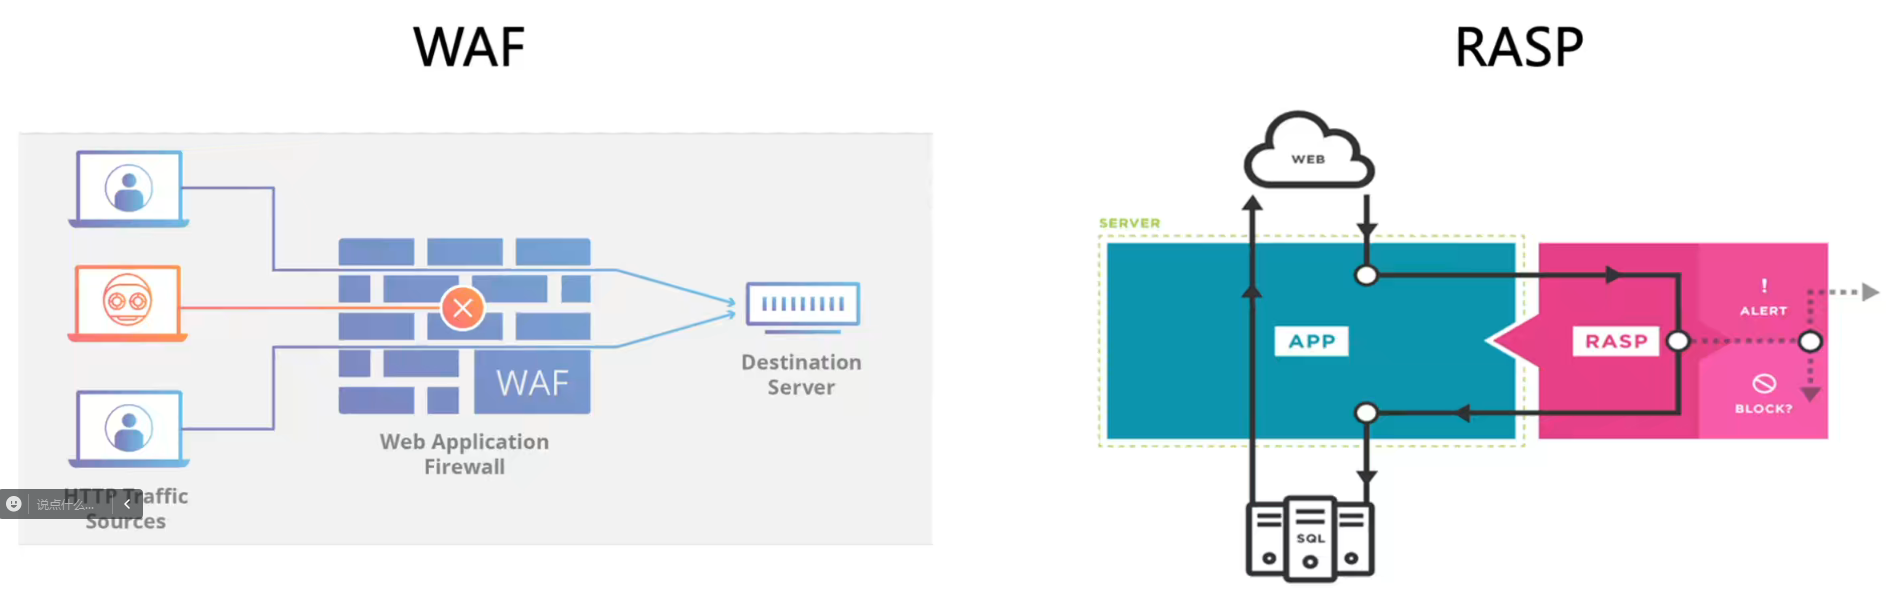 WAF
RASP
WAF
Web Application
Firewall
Destination
Server
HTTP Traffic
Sources
说点什么...
WEB
SERVER
APP
RASP
!
ALERT
BLOCK?
SQL